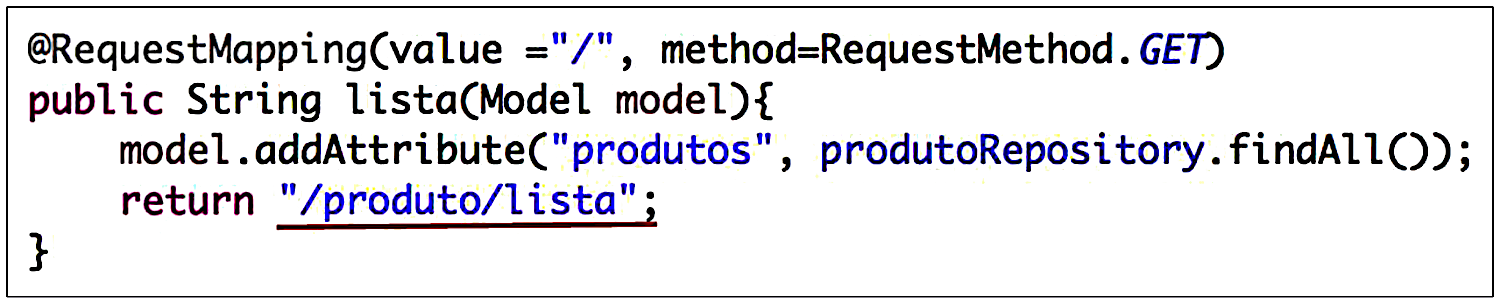 @RequestMapping(value ="/", method=RequestMethod.GET)
public String lista(Model model){
    model.addAttribute("produtos", produtoRepository.findAll());
    return "/produto/lista";
}